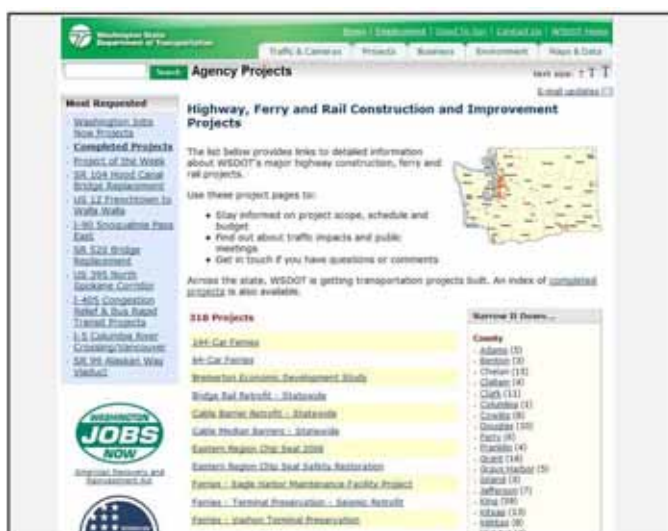 Washington State
Department of Transportation
News | Employment | Good To Go! | Contact Us | WSDOT Home
Traffic & Cameras Projects Business Environment Maps & Data
Search
Agency Projects
text size: T T T
E-mail updates
Most Requested
Washington Jobs
Now Projects
Completed Projects
Project of the Week
SR 104 Hood Canal
Bridge Replacement
US 12 Frenchtown to
Walla Walla
I-90 Snoqualmie Pass
East
SR 520 Bridge
Replacement
US 395 North
Spokane Corridor
I-405 Congestion
Relief & Bus Rapid
Transit Projects
I-5 Columbia River
Crossing/Vancouver
SR 99 Alaskan Way
Viaduct
WASHINGTON
JOBS
NOW
American Recovery and
Reinvestment Act
Highway, Ferry and Rail Construction and Improvement
Projects
The list below provides links to detailed information
about WSDOT's major highway construction, ferry and
rail projects.
Use these project pages to:
Stay informed on project scope, schedule and
budget
Find out about traffic impacts and public
meetings
Get in touch if you have questions or comments
Across the state, WSDOT is getting transportation projects built. An index of completed
projects is also available.
318 Projects
144-Car Ferries
64-Car Ferries
Bremerton Economic Development Study
Bridge Rail Retrofit - Statewide
Cable Barrier Retrofit - Statewide
Cable Median Barriers - Statewide
Eastern Region Chip Seal 2008
Eastern Region Chip Seal Safety Restoration
Ferries - Eagle Harbor Maintenance Facility Project
Ferries - Terminal Preservation - Seismic Retrofit
Ferries - Vashon Terminal Preservation
Narrow It Down...
County
Adams (5)
Benton (3)
Chelan (13)
Clallam (4)
Clark (11)
Columbia (1)
Cowlitz (8)
Douglas (10)
Ferry (6)
Franklin (4)
Grant (14)
Grays Harbor (5)
Island (3)
Jefferson (7)
King (59)
Kitsap (13)
Kittitas (8)